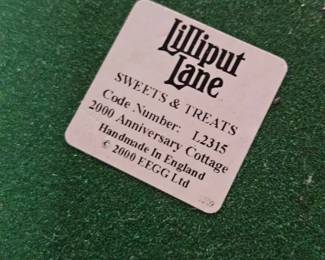 Lilliput
Lane
SWEETS & TREATS
Code Number: L2315
2000 Anniversary Cottage
Handmade In England
© 2000 EEGG Ltd